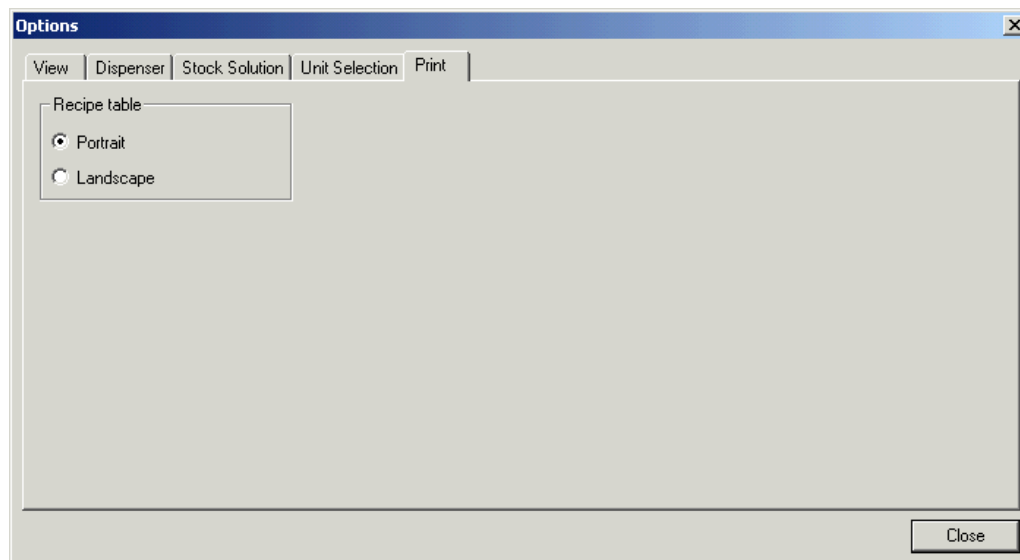 Options
View Dispenser Stock Solution Unit Selection Print
Recipe table
Portrait
Landscape
Close